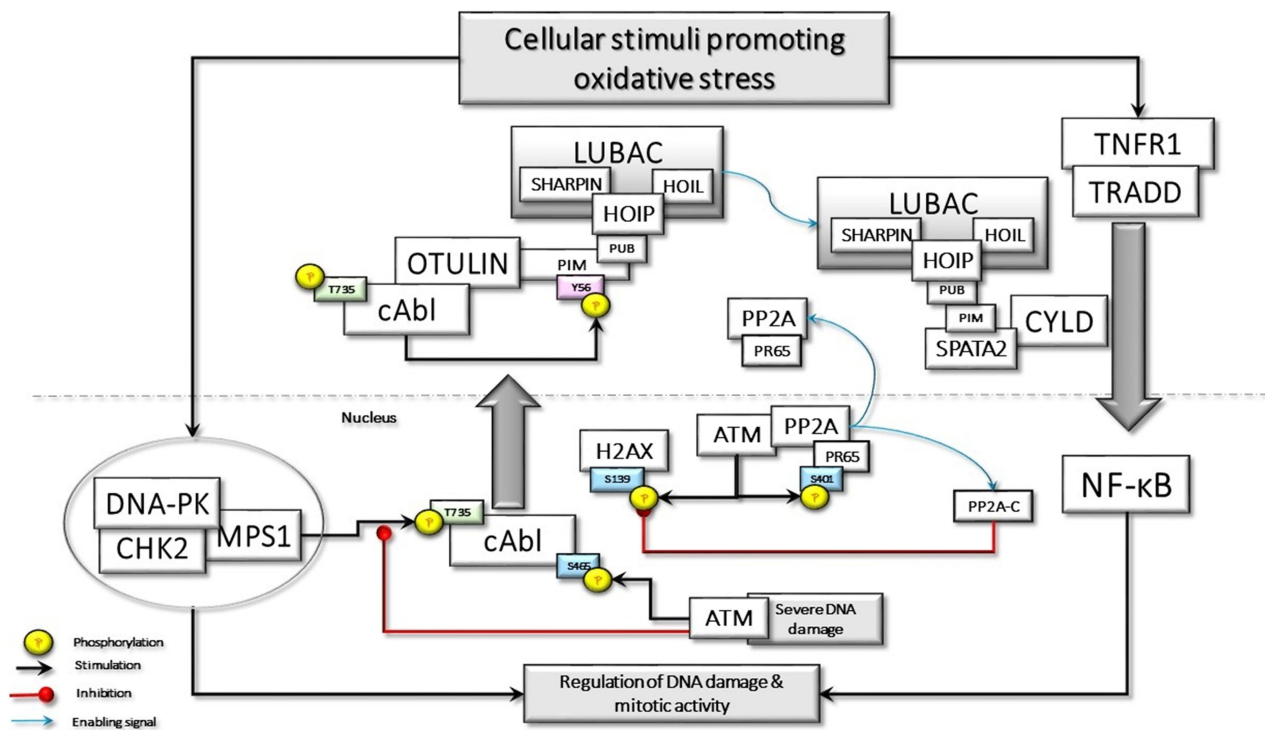 Cellular stimuli promoting
oxidative stress
TNFR1
TRADD
LUBAC
SHARPIN
HOIL
HOIP
PUB
OTULIN
PIM
Y56
P
P
T735
cAbl
LUBAC
SHARPIN
HOIL
HOIP
PUB
PIM
SPATA2
CYLD
PP2A
PR65
Nucleus
DNA-PK
CHK2
MPS1
P
T735
cAbl
S465
P
H2AX
S139
P
ATM
PP2A
PR65
S401
P
PP2A-C
NF-κB
ATM
Severe DNA
damage
P
Phosphorylation
Stimulation
Inhibition
Enabling signal
Regulation of DNA damage &
mitotic activity